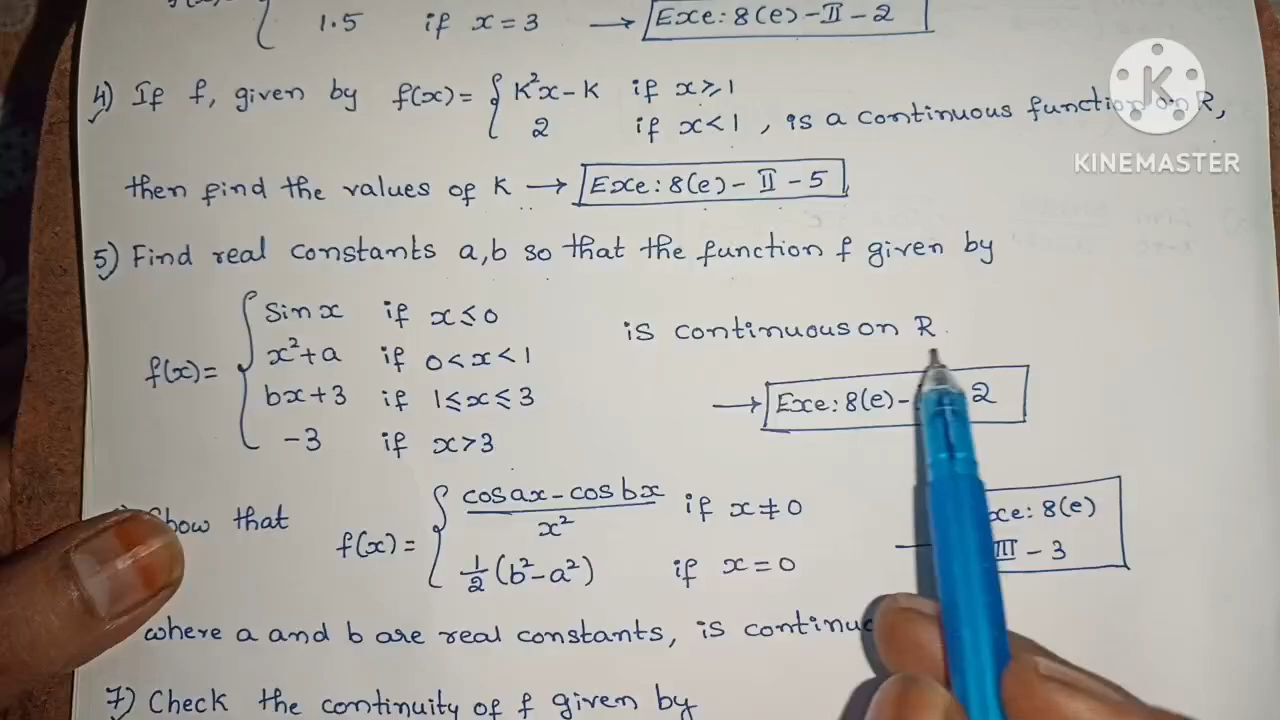 1.5 if x = 3 → Exe: 8(e) - II - 2
4) If f, given by f(x) = { k²x - k if x ≥ 1
2 if x < 1, is a continuous function on R,
then find the values of k → Exe: 8(e) - II - 5
5) Find real constants a, b so that the function f given by
f(x) = { sin x if x ≤ 0
x² + a if 0 < x < 1
bx + 3 if 1 ≤ x ≤ 3
-3 if x > 3
is continuous on R.
→ Exe: 8(e) - 2
Show that f(x) = { cos ax - cos bx / x² if x ≠ 0
½ (b² - a²) if x = 0
xe: 8(e)
III - 3
where a and b are real constants, is continuo
7) Check the continuity of f given by
K
KINEMASTER